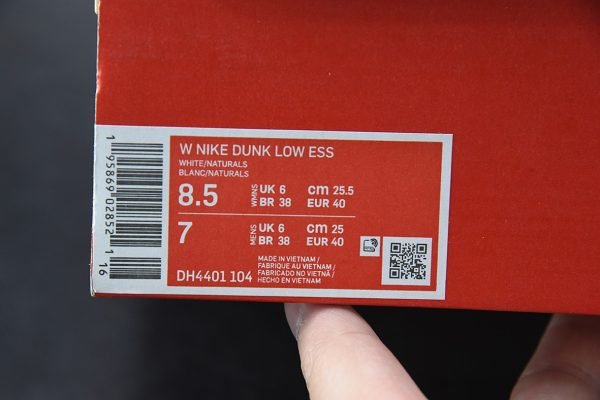 W NIKE DUNK LOW ESS
WHITE/NATURALS
BLANC/NATURALS
8.5 WMNS UK 6 cm 25.5
BR 38 EUR 40
7 MENS UK 6 cm 25
BR 38 EUR 40
DH4401 104
MADE IN VIETNAM /
FABRIQUE AU VIETNAM /
FABRICADO NO VIETNÃ /
HECHO EN VIETNAM
1 95869 02852 1 16